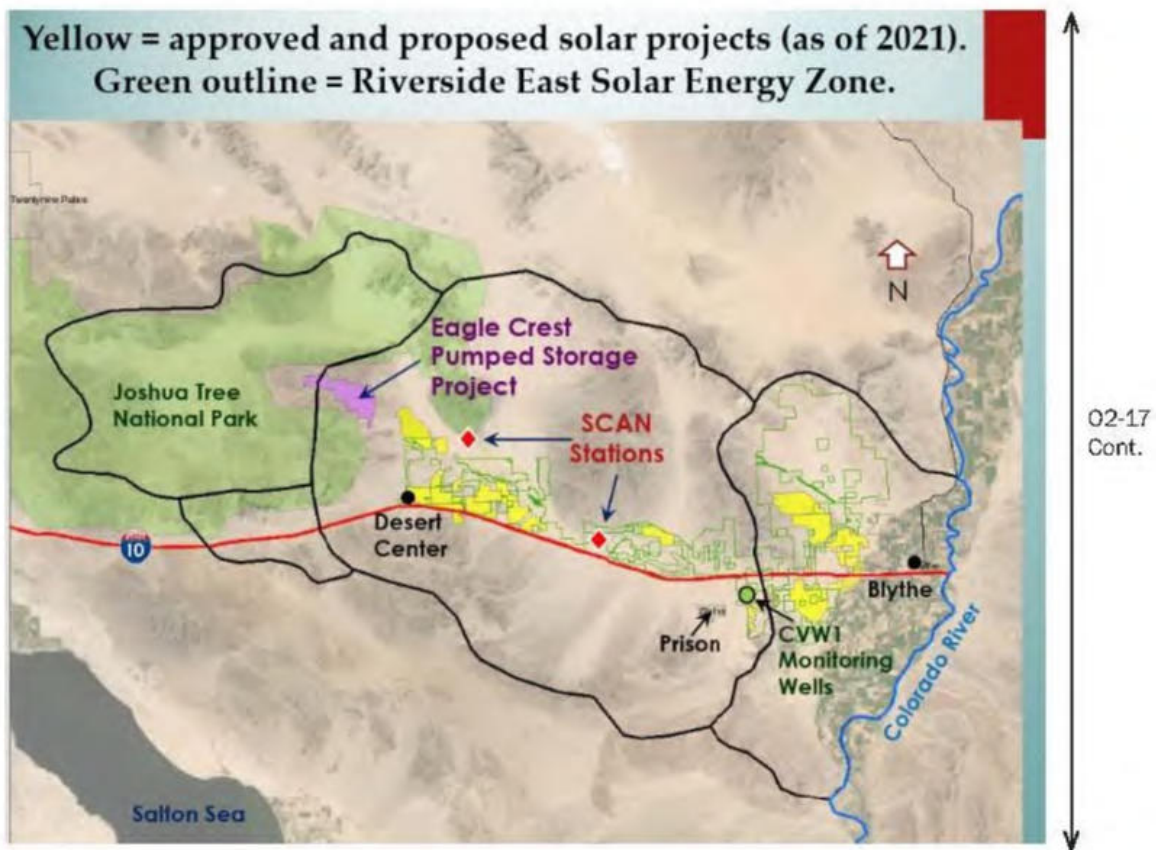 Yellow = approved and proposed solar projects (as of 2021).
Green outline = Riverside East Solar Energy Zone.
Twentynine Palms
N
Eagle Crest
Pumped Storage
Project
Joshua Tree
National Park
SCAN
Stations
O2-17
Cont.
Desert
Center
10
Blythe
Prison
CVW1
Monitoring
Wells
Colorado River
Salton Sea